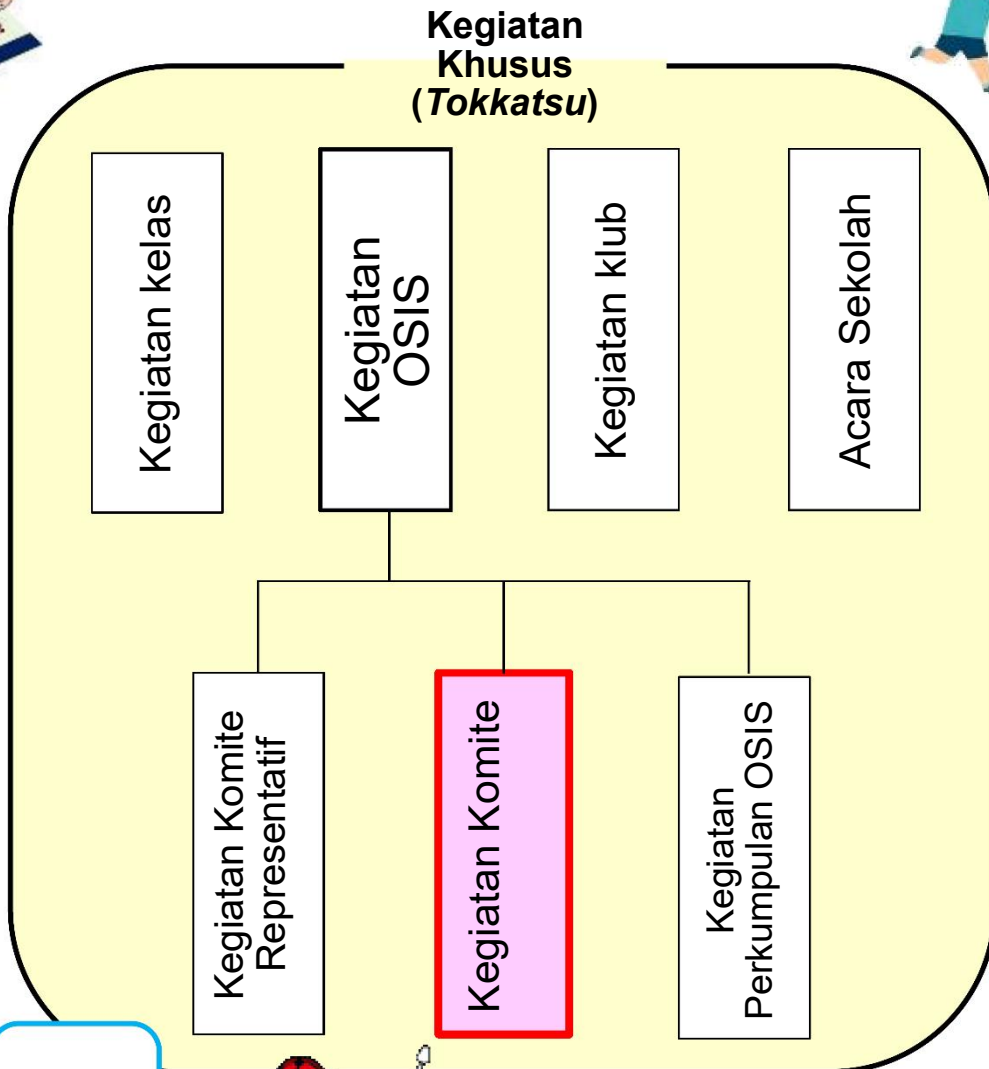 Kegiatan
Khusus
(Tokkatsu)
Kegiatan kelas
Kegiatan
OSIS
Kegiatan klub
Acara Sekolah
Kegiatan Komite
Representatif
Kegiatan Komite
Kegiatan
Perkumpulan OSIS